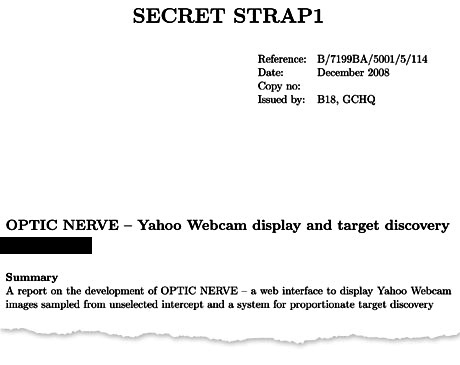 SECRET STRAP1
Reference: B/7199BA/5001/5/114
Date: December 2008
Copy no:
Issued by: B18, GCHQ
OPTIC NERVE – Yahoo Webcam display and target discovery
Summary
A report on the development of OPTIC NERVE – a web interface to display Yahoo Webcam
images sampled from unselected intercept and a system for proportionate target discovery